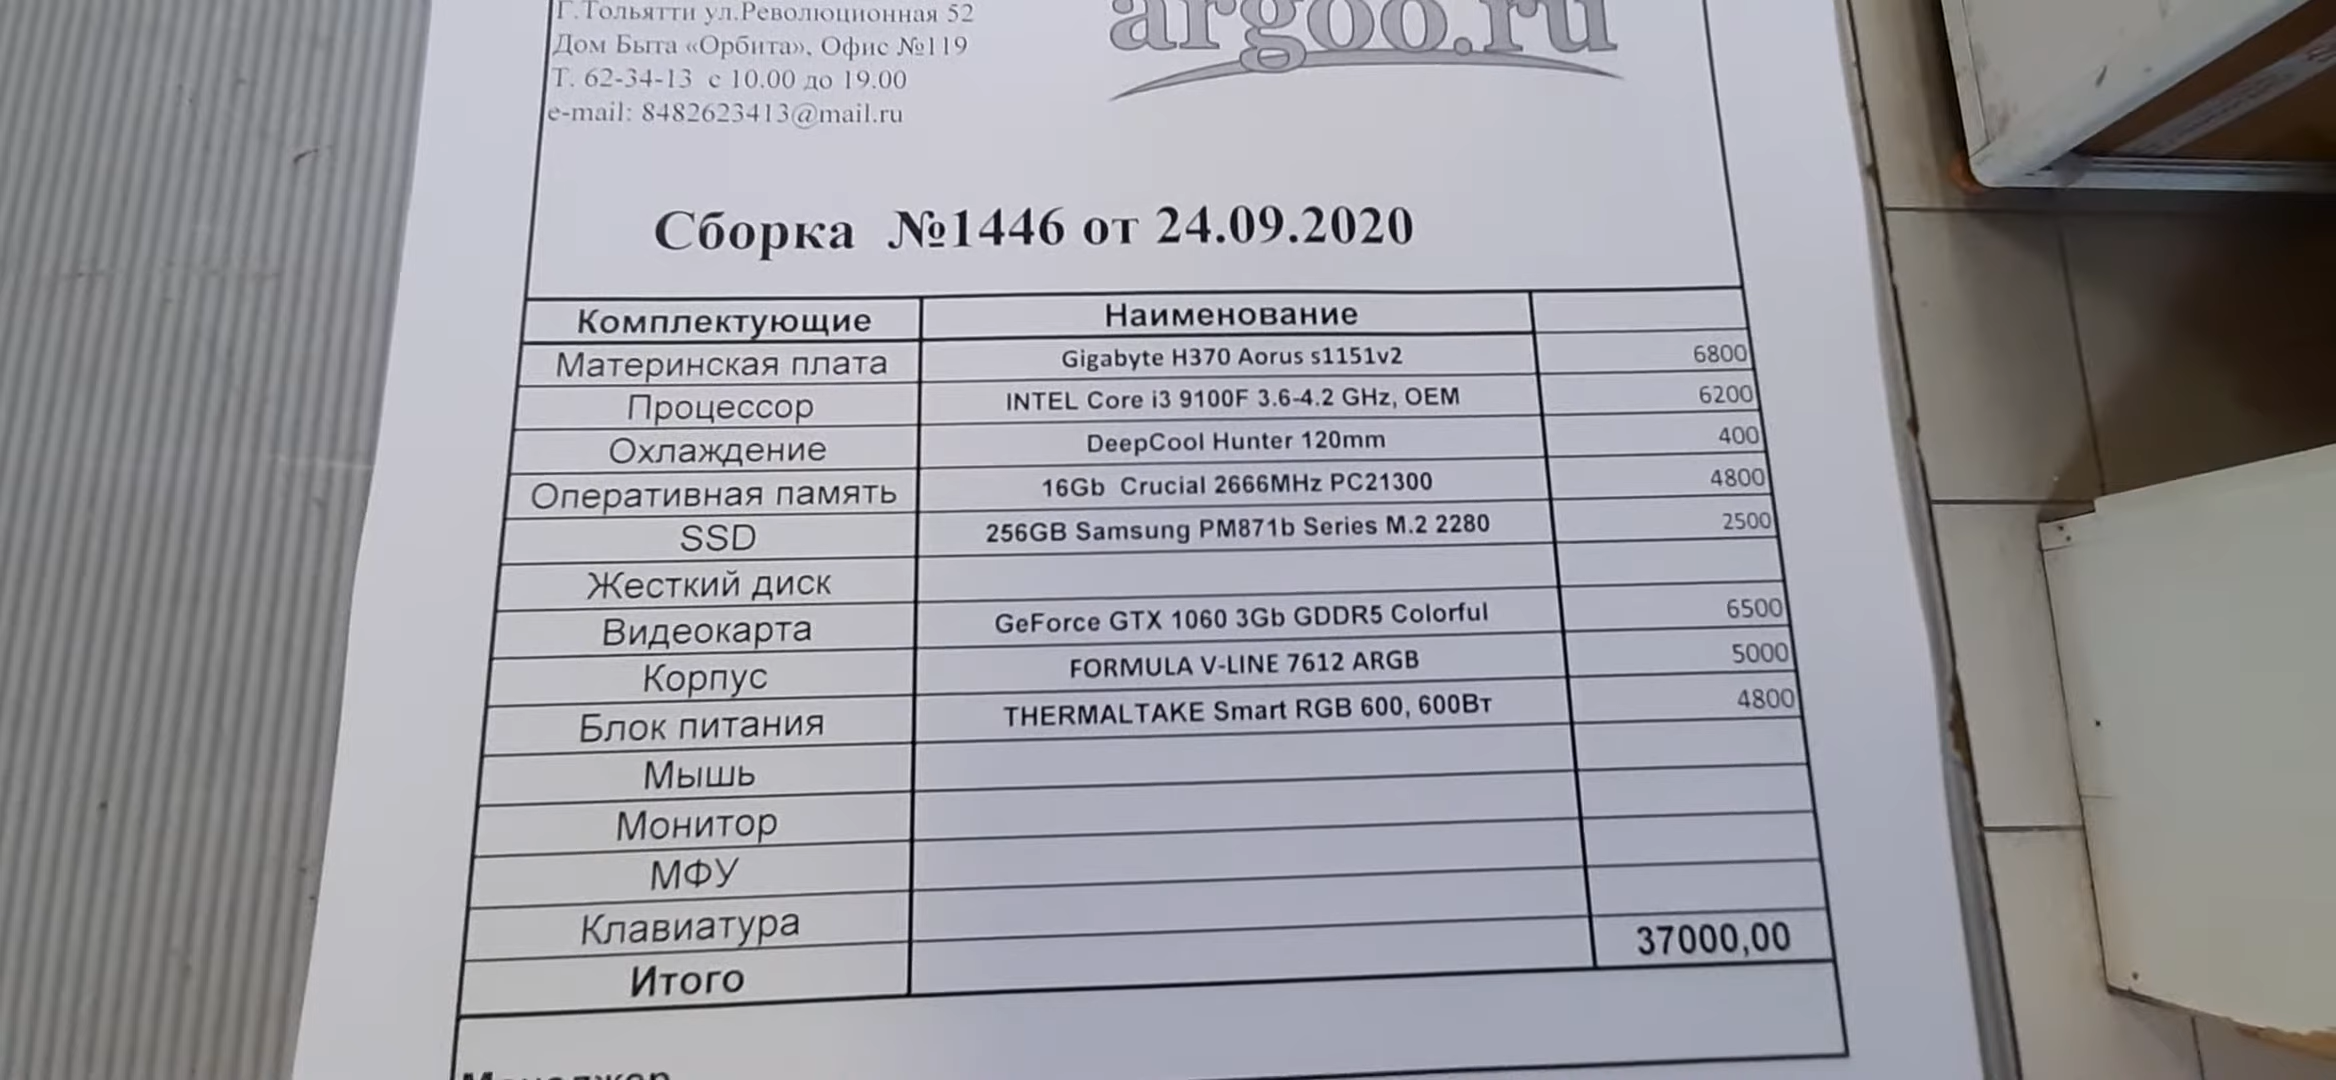 Г.Тольятти ул.Революционная 52
Дом Быта «Орбита», Офис №119
Т. 62-34-13 с 10.00 до 19.00
e-mail: 8482623413@mail.ru
argoo.ru
Сборка №1446 от 24.09.2020
Комплектующие Наименование
Материнская плата Gigabyte H370 Aorus s1151v2 6800
Процессор INTEL Core i3 9100F 3.6-4.2 GHz, OEM 6200
Охлаждение DeepCool Hunter 120mm 400
Оперативная память 16Gb Crucial 2666MHz PC21300 4800
SSD 256GB Samsung PM871b Series M.2 2280 2500
Жесткий диск
Видеокарта GeForce GTX 1060 3Gb GDDR5 Colorful 6500
Корпус FORMULA V-LINE 7612 ARGB 5000
Блок питания THERMALTAKE Smart RGB 600, 600Вт 4800
Мышь
Монитор
МФУ
Клавиатура
Итого 37000,00
Менеджер